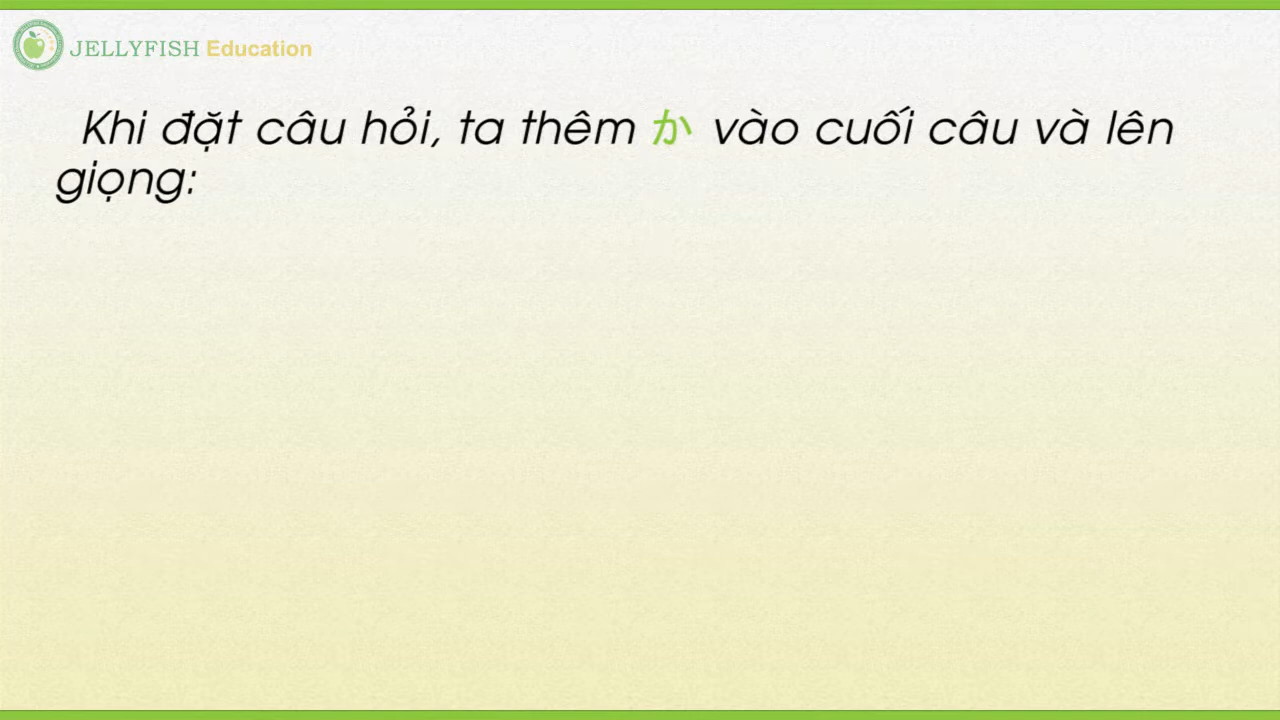 JELLYFISH Education
Khi đặt câu hỏi, ta thêm か vào cuối câu và lên
giọng: